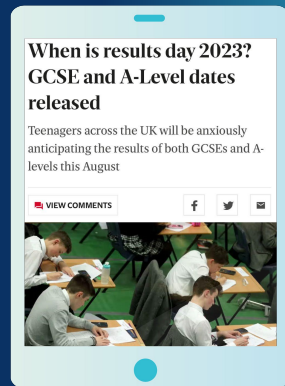 When is results day 2023?
GCSE and A-Level dates
released
Teenagers across the UK will be anxiously
anticipating the results of both GCSEs and A-
levels this August
VIEW COMMENTS